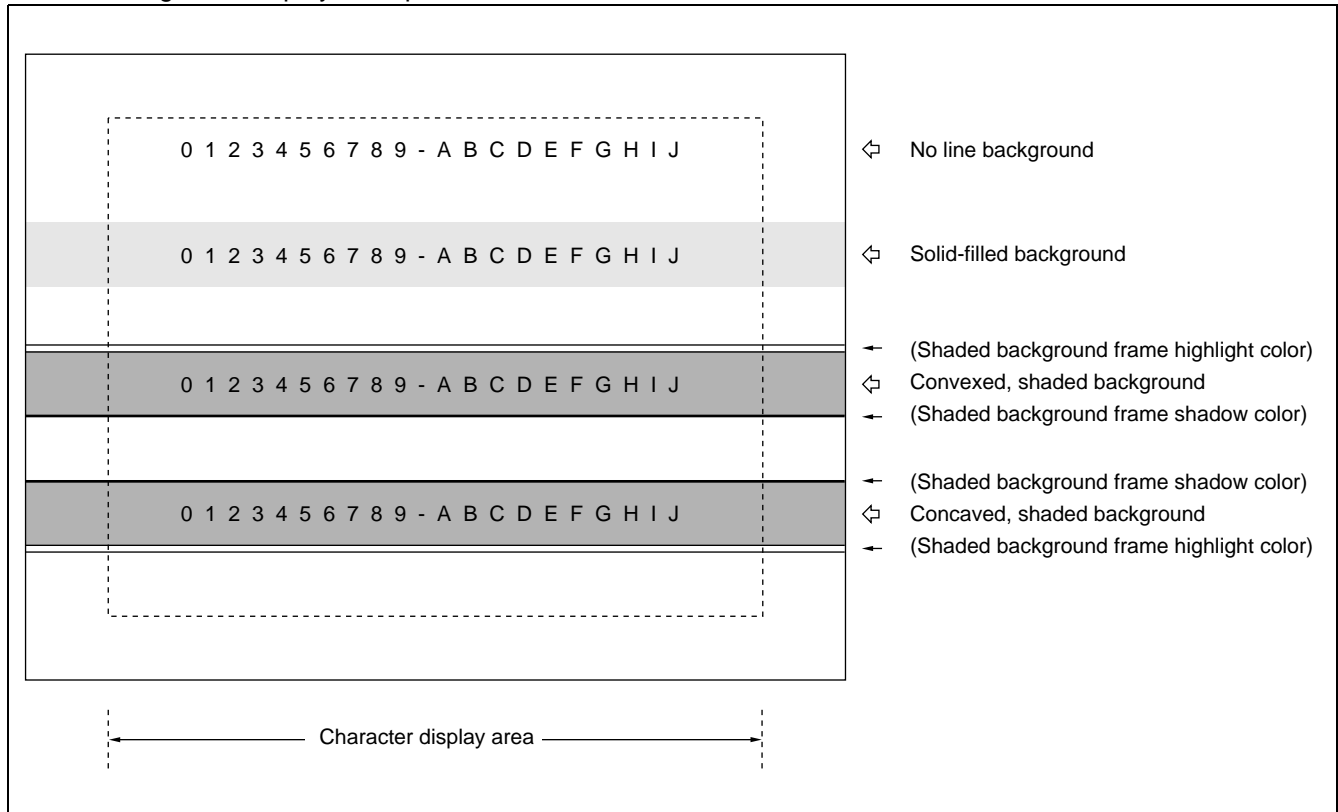 0 1 2 3 4 5 6 7 8 9 - A B C D E F G H I J
No line background
0 1 2 3 4 5 6 7 8 9 - A B C D E F G H I J
Solid-filled background
(Shaded background frame highlight color)
0 1 2 3 4 5 6 7 8 9 - A B C D E F G H I J
Convexed, shaded background
(Shaded background frame shadow color)
(Shaded background frame shadow color)
0 1 2 3 4 5 6 7 8 9 - A B C D E F G H I J
Concaved, shaded background
(Shaded background frame highlight color)
Character display area